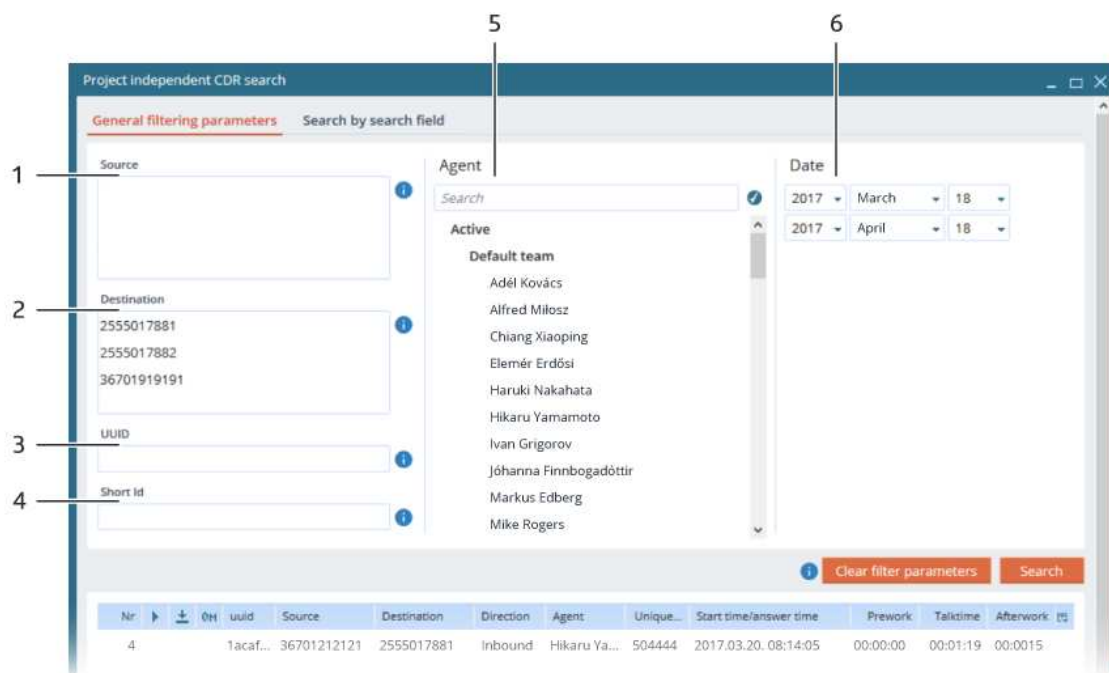 5
6
Project independent CDR search
General filtering parameters
Search by search field
1
Source
2
Destination
2555017881
2555017882
36701919191
3
UUID
4
Short Id
Agent
Search
Active
Default team
Adél Kovács
Alfred Miłosz
Chiang Xiaoping
Elemér Erdősi
Haruki Nakahata
Hikaru Yamamoto
Ivan Grigorov
Jóhanna Finnbogadóttir
Markus Edberg
Mike Rogers
Date
2017 March 18
2017 April 18
Clear filter parameters
Search
Nr uuid Source Destination Direction Agent Unique... Start time/answer time Prework Talktime Afterwork
4 1acaf... 36701212121 2555017881 Inbound Hikaru Ya... 504444 2017.03.20. 08:14:05 00:00:00 00:01:19 00:0015